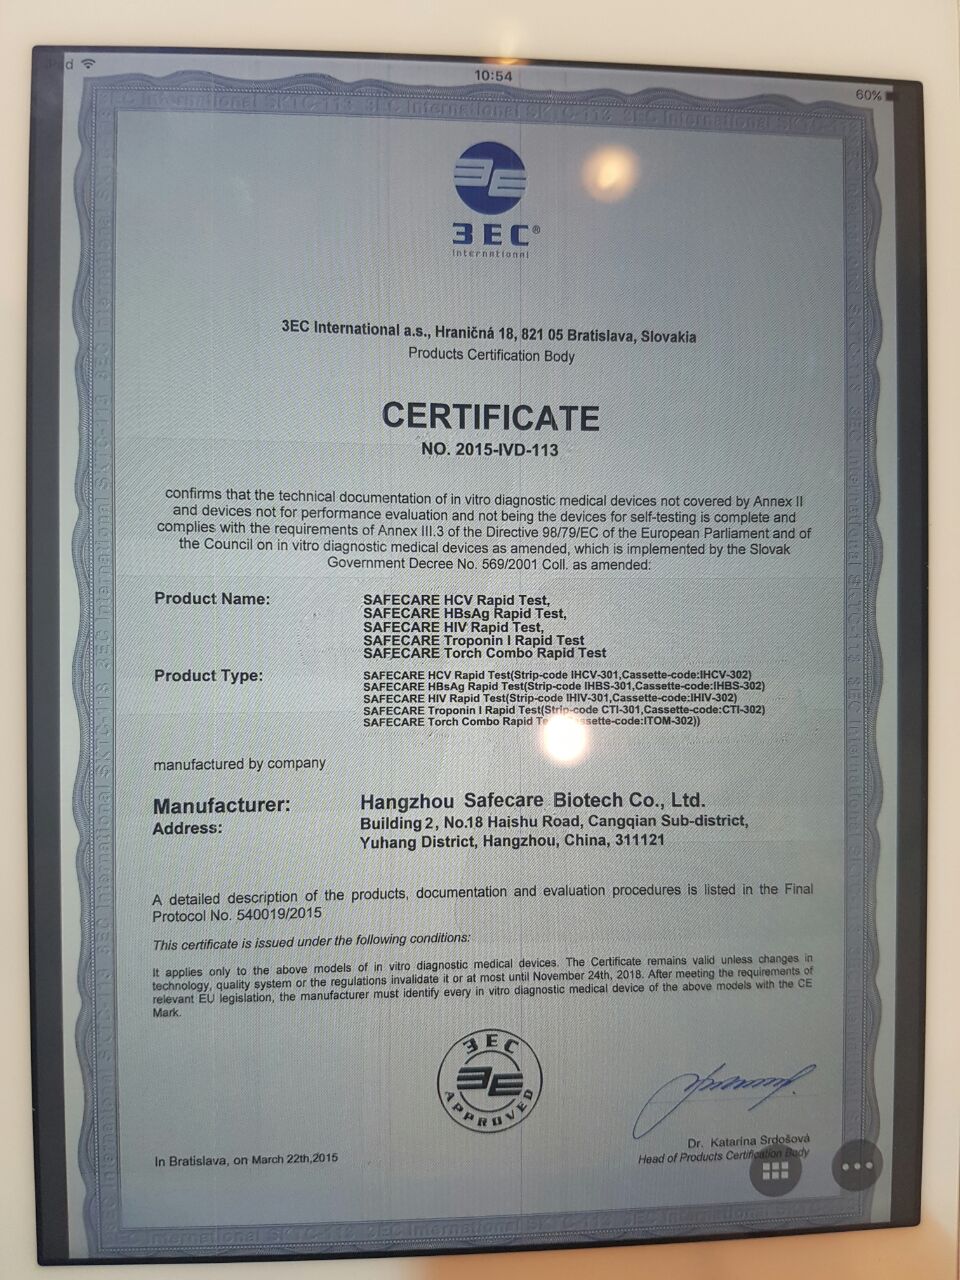 10:54
60%
3EC®
International
3EC International a.s., Hraničná 18, 821 05 Bratislava, Slovakia
Products Certification Body
CERTIFICATE
NO. 2015-IVD-113
confirms that the technical documentation of in vitro diagnostic medical devices not covered by Annex II
and devices not for performance evaluation and not being the devices for self-testing is complete and
complies with the requirements of Annex III.3 of the Directive 98/79/EC of the European Parliament and of
the Council on in vitro diagnostic medical devices as amended, which is implemented by the Slovak
Government Decree No. 569/2001 Coll. as amended:
Product Name: SAFECARE HCV Rapid Test,
SAFECARE HBsAg Rapid Test,
SAFECARE HIV Rapid Test,
SAFECARE Troponin I Rapid Test
SAFECARE Torch Combo Rapid Test
Product Type: SAFECARE HCV Rapid Test(Strip-code IHCV-301,Cassette-code:IHCV-302)
SAFECARE HBsAg Rapid Test(Strip-code IHBS-301,Cassette-code:IHBS-302)
SAFECARE HIV Rapid Test(Strip-code IHIV-301,Cassette-code:IHIV-302)
SAFECARE Troponin I Rapid Test(Strip-code CTI-301,Cassette-code:CTI-302)
SAFECARE Torch Combo Rapid ssette-code:ITOM-302))
manufactured by company
Manufacturer: Hangzhou Safecare Biotech Co., Ltd.
Address: Building 2, No.18 Haishu Road, Cangqian Sub-district,
Yuhang District, Hangzhou, China, 311121
A detailed description of the products, documentation and evaluation procedures is listed in the Final
Protocol No. 540019/2015
This certificate is issued under the following conditions:
It applies only to the above models of in vitro diagnostic medical devices. The Certificate remains valid unless changes in
technology, quality system or the regulations invalidate it or at most until November 24th, 2018. After meeting the requirements of
relevant EU legislation, the manufacturer must identify every in vitro diagnostic medical device of the above models with the CE
Mark.
3EC
APPROVED
Dr. Katarína Srdošová
Head of Products Certification Body
In Bratislava, on March 22th,2015